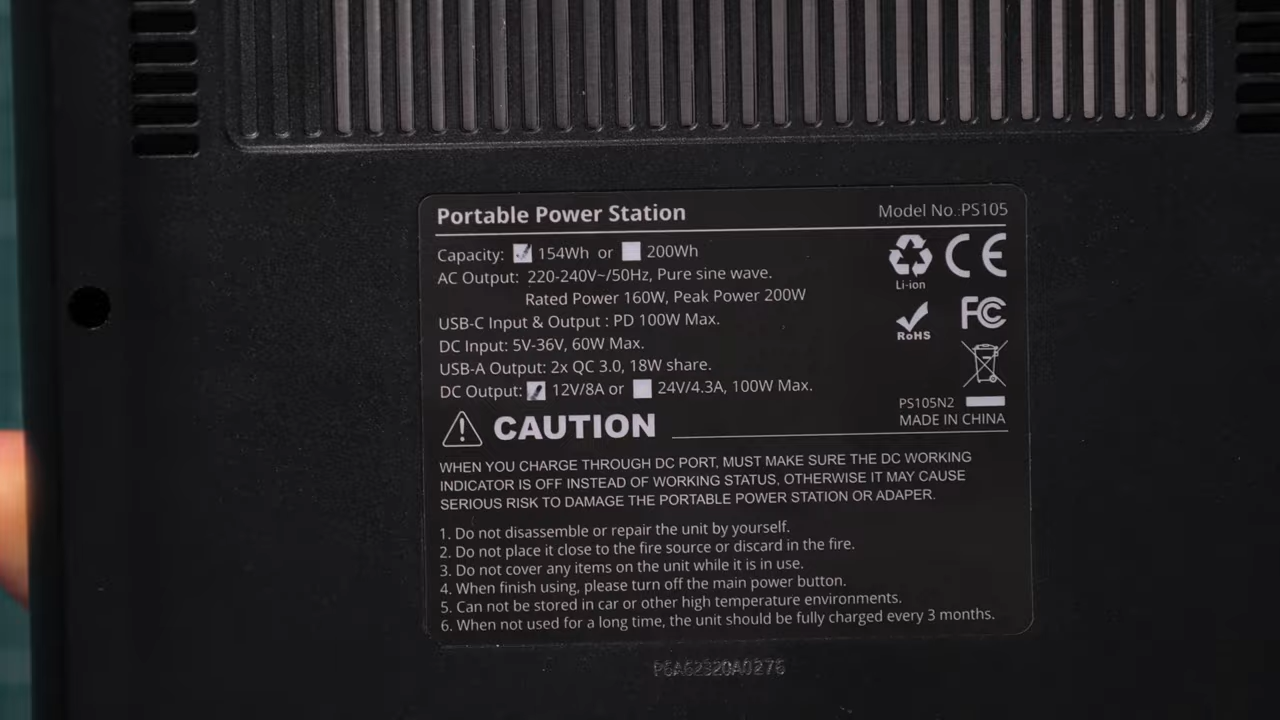 Portable Power Station
Model No.:PS105
Capacity: 154Wh or 200Wh
AC Output: 220-240V~/50Hz, Pure sine wave.
Rated Power 160W, Peak Power 200W
USB-C Input & Output : PD 100W Max.
DC Input: 5V-36V, 60W Max.
USB-A Output: 2x QC 3.0, 18W share.
DC Output: 12V/8A or 24V/4.3A, 100W Max.
Li-ion
CE
RoHS
FC
PS105N2
MADE IN CHINA
CAUTION
WHEN YOU CHARGE THROUGH DC PORT, MUST MAKE SURE THE DC WORKING
INDICATOR IS OFF INSTEAD OF WORKING STATUS, OTHERWISE IT MAY CAUSE
SERIOUS RISK TO DAMAGE THE PORTABLE POWER STATION OR ADAPER.
1. Do not disassemble or repair the unit by yourself.
2. Do not place it close to the fire source or discard in the fire.
3. Do not cover any items on the unit while it is in use.
4. When finish using, please turn off the main power button.
5. Can not be stored in car or other high temperature environments.
6. When not used for a long time, the unit should be fully charged every 3 months.